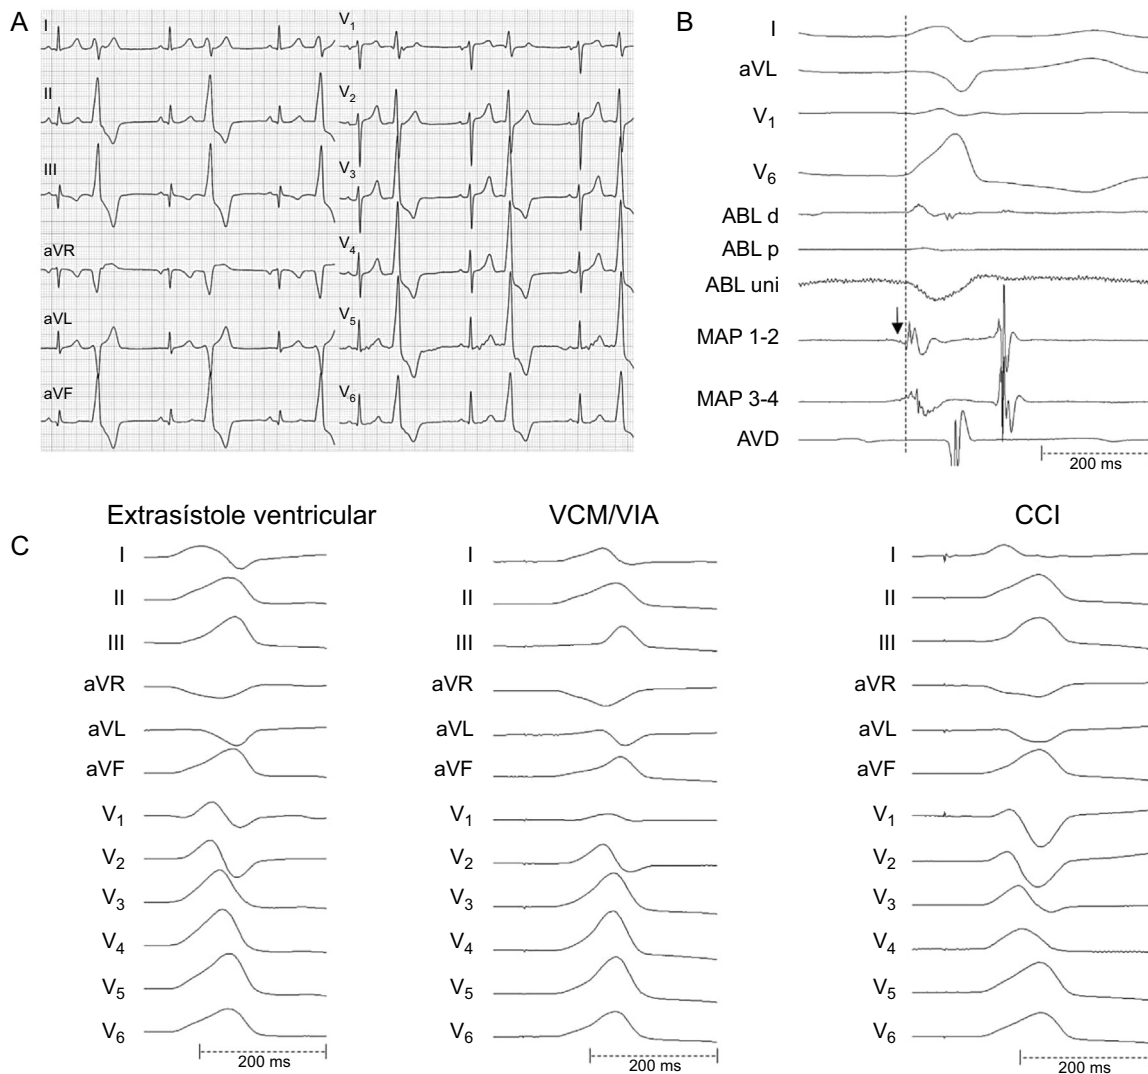 A
I
II
III
aVR
aVL
aVF
V1
V2
V3
V4
V5
V6
B
I
aVL
V1
V6
ABL d
ABL p
ABL uni
MAP 1-2
MAP 3-4
AVD
200 ms
C
Extrasístole ventricular
I
II
III
aVR
aVL
aVF
V1
V2
V3
V4
V5
V6
200 ms
VCM/VIA
I
II
III
aVR
aVL
aVF
V1
V2
V3
V4
V5
V6
200 ms
CCI
I
II
III
aVR
aVL
aVF
V1
V2
V3
V4
V5
V6
200 ms